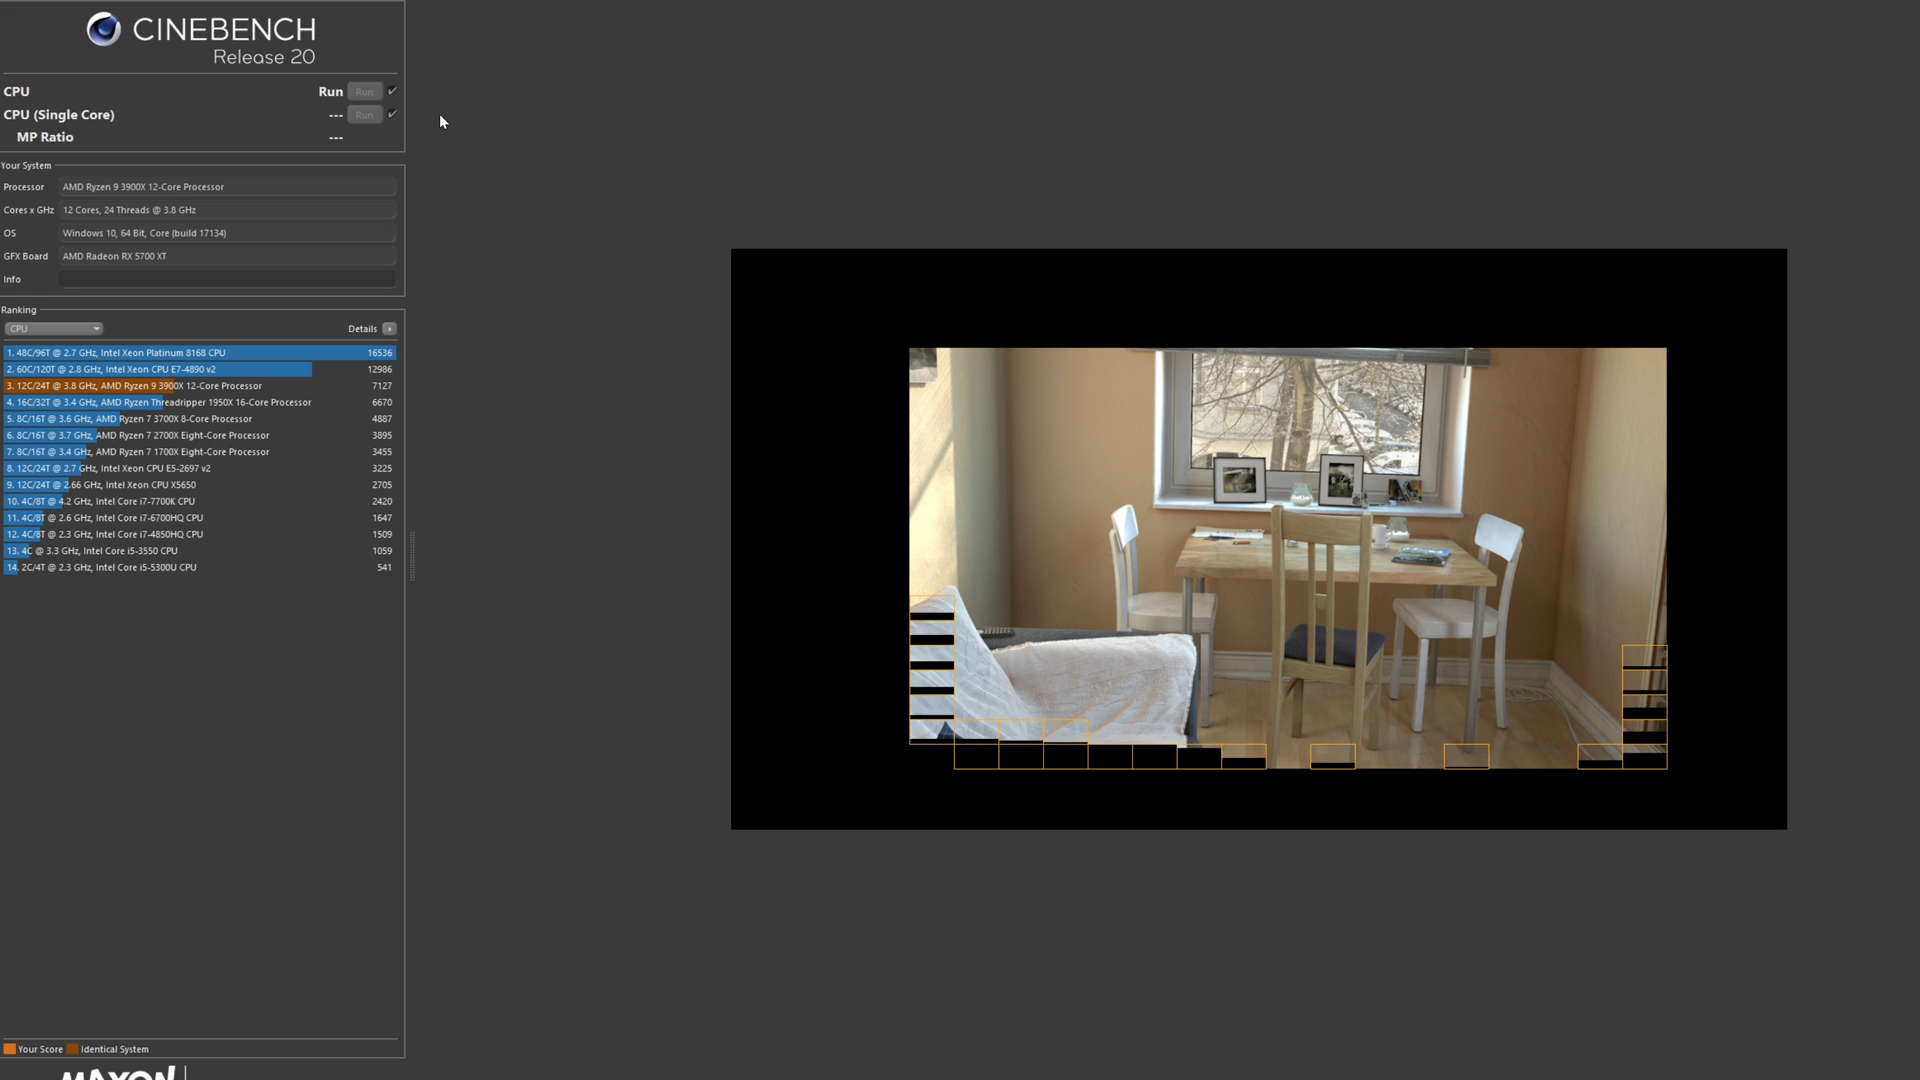 CINEBENCH
Release 20
CPU Run Run
CPU (Single Core) --- Run
MP Ratio ---
Your System
Processor AMD Ryzen 9 3900X 12-Core Processor
Cores x GHz 12 Cores, 24 Threads @ 3.8 GHz
OS Windows 10, 64 Bit, Core (build 17134)
GFX Board AMD Radeon RX 5700 XT
Info
Ranking
CPU Details
1. 48C/96T @ 2.7 GHz, Intel Xeon Platinum 8168 CPU 16536
2. 60C/120T @ 2.8 GHz, Intel Xeon CPU E7-4890 v2 12986
3. 12C/24T @ 3.8 GHz, AMD Ryzen 9 3900X 12-Core Processor 7127
4. 16C/32T @ 3.4 GHz, AMD Ryzen Threadripper 1950X 16-Core Processor 6670
5. 8C/16T @ 3.6 GHz, AMD Ryzen 7 3700X 8-Core Processor 4887
6. 8C/16T @ 3.7 GHz, AMD Ryzen 7 2700X Eight-Core Processor 3895
7. 8C/16T @ 3.4 GHz, AMD Ryzen 7 1700X Eight-Core Processor 3455
8. 12C/24T @ 2.7 GHz, Intel Xeon CPU E5-2697 v2 3225
9. 12C/24T @ 2.66 GHz, Intel Xeon CPU X5650 2705
10. 4C/8T @ 4.2 GHz, Intel Core i7-7700K CPU 2420
11. 4C/8T @ 2.6 GHz, Intel Core i7-6700HQ CPU 1647
12. 4C/8T @ 2.3 GHz, Intel Core i7-4850HQ CPU 1509
13. 4C @ 3.3 GHz, Intel Core i5-3550 CPU 1059
14. 2C/4T @ 2.3 GHz, Intel Core i5-5300U CPU 541
Your Score Identical System
MAXON